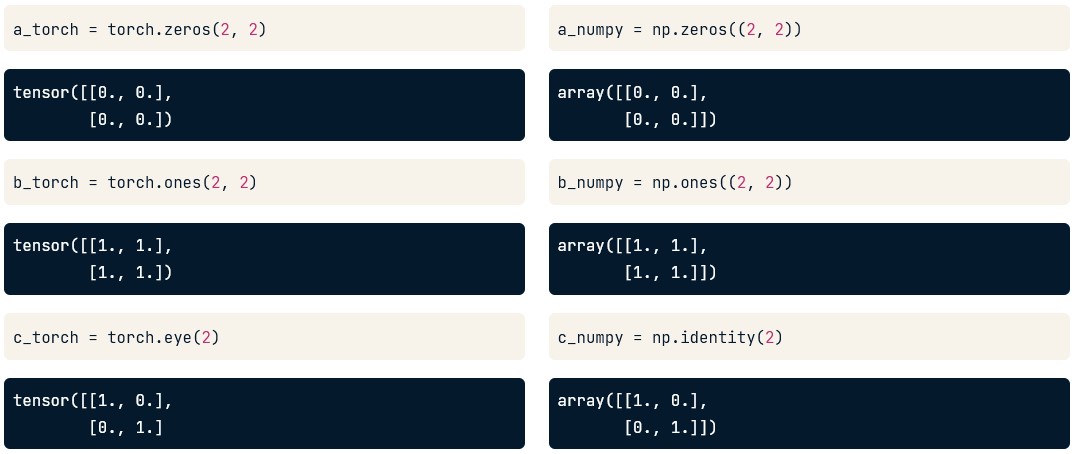 a_torch = torch.zeros(2, 2)
tensor([[0., 0.],
        [0., 0.])
b_torch = torch.ones(2, 2)
tensor([[1., 1.],
        [1., 1.])
c_torch = torch.eye(2)
tensor([[1., 0.],
        [0., 1.]
a_numpy = np.zeros((2, 2))
array([[0., 0.],
       [0., 0.]])
b_numpy = np.ones((2, 2))
array([[1., 1.],
       [1., 1.]])
c_numpy = np.identity(2)
array([[1., 0.],
       [0., 1.]])